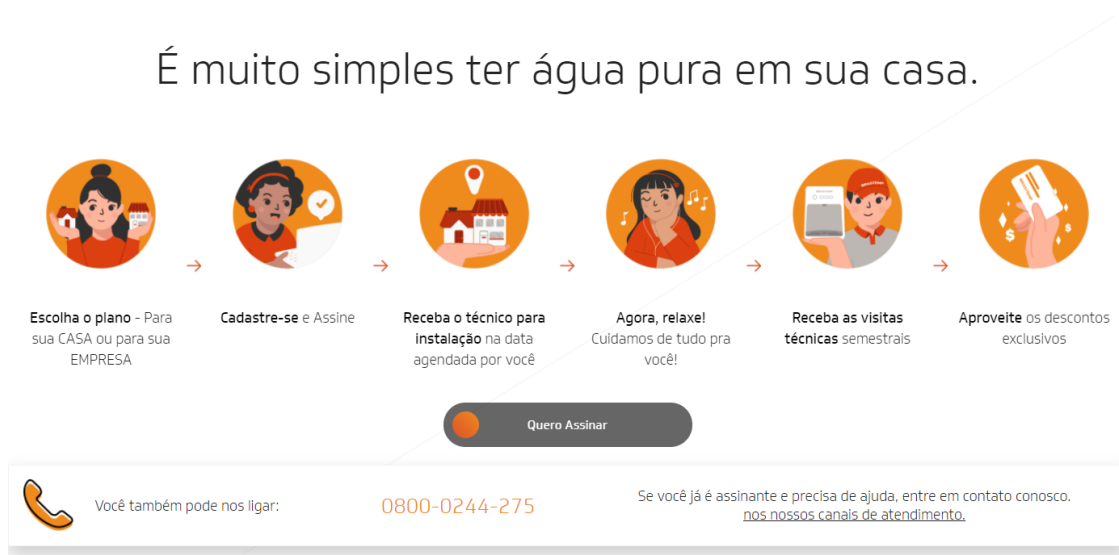 É muito simples ter água pura em sua casa.
Escolha o plano - Para
sua CASA ou para sua
EMPRESA
Cadastre-se e Assine
Receba o técnico para
instalação na data
agendada por você
Agora, relaxe!
Cuidamos de tudo pra
você!
Receba as visitas
técnicas semestrais
Aproveite os descontos
exclusivos
Quero Assinar
Você também pode nos ligar:
0800-0244-275
Se você já é assinante e precisa de ajuda, entre em contato conosco.
nos nossos canais de atendimento.